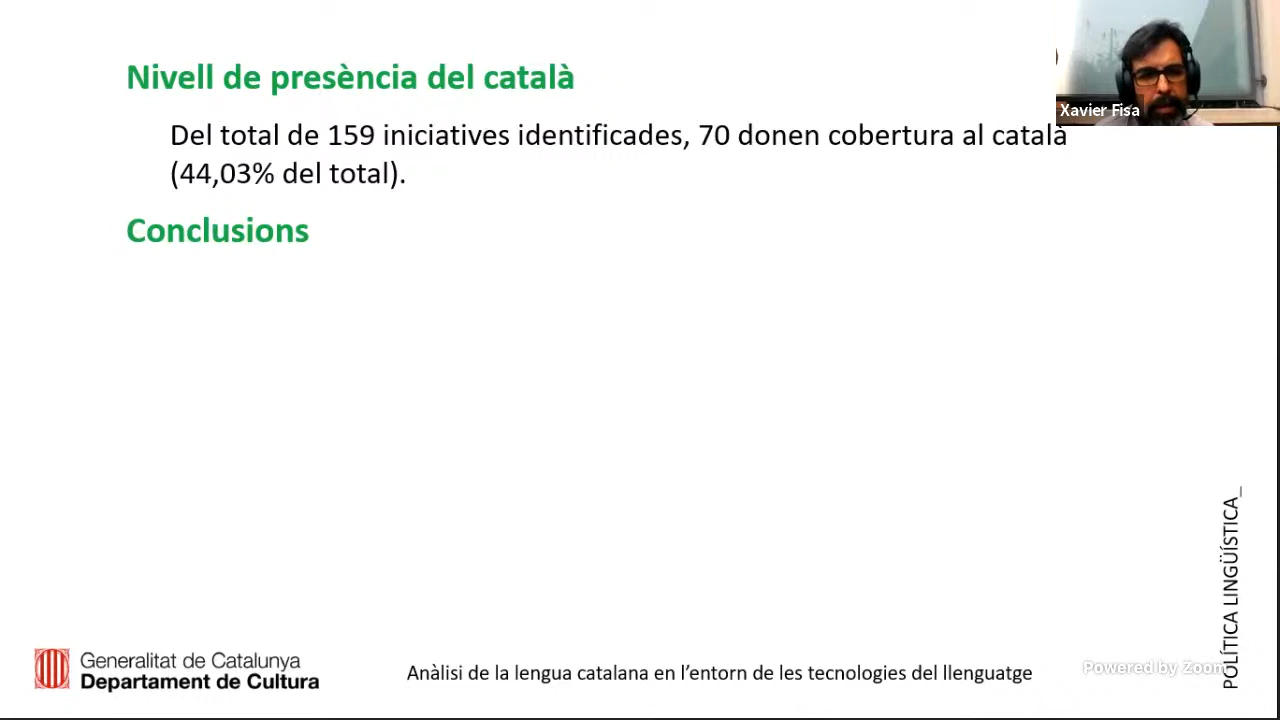 Nivell de presència del català
Del total de 159 iniciatives identificades, 70 donen cobertura al català
(44,03% del total).
Conclusions
Xavier Fisa
POLÍTICA LINGÜÍSTICA_
Generalitat de Catalunya
Departament de Cultura
Anàlisi de la lengua catalana en l’entorn de les tecnologies del llenguatge
Powered by Zoom